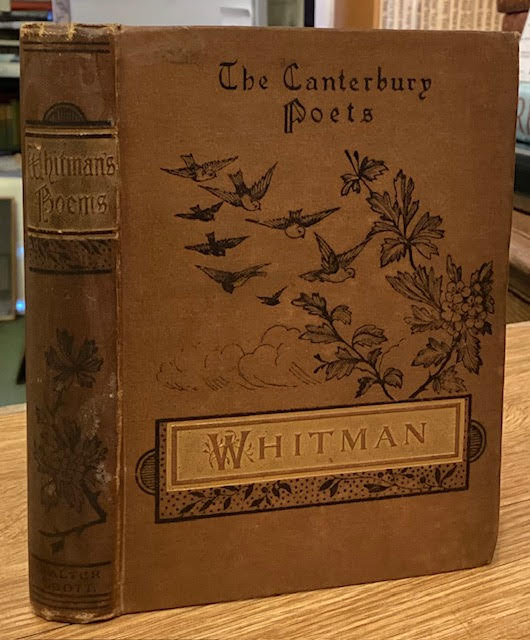 The Canterbury
Poets
WHITMAN
Whitman's
Poems
WALTER
SCOTT